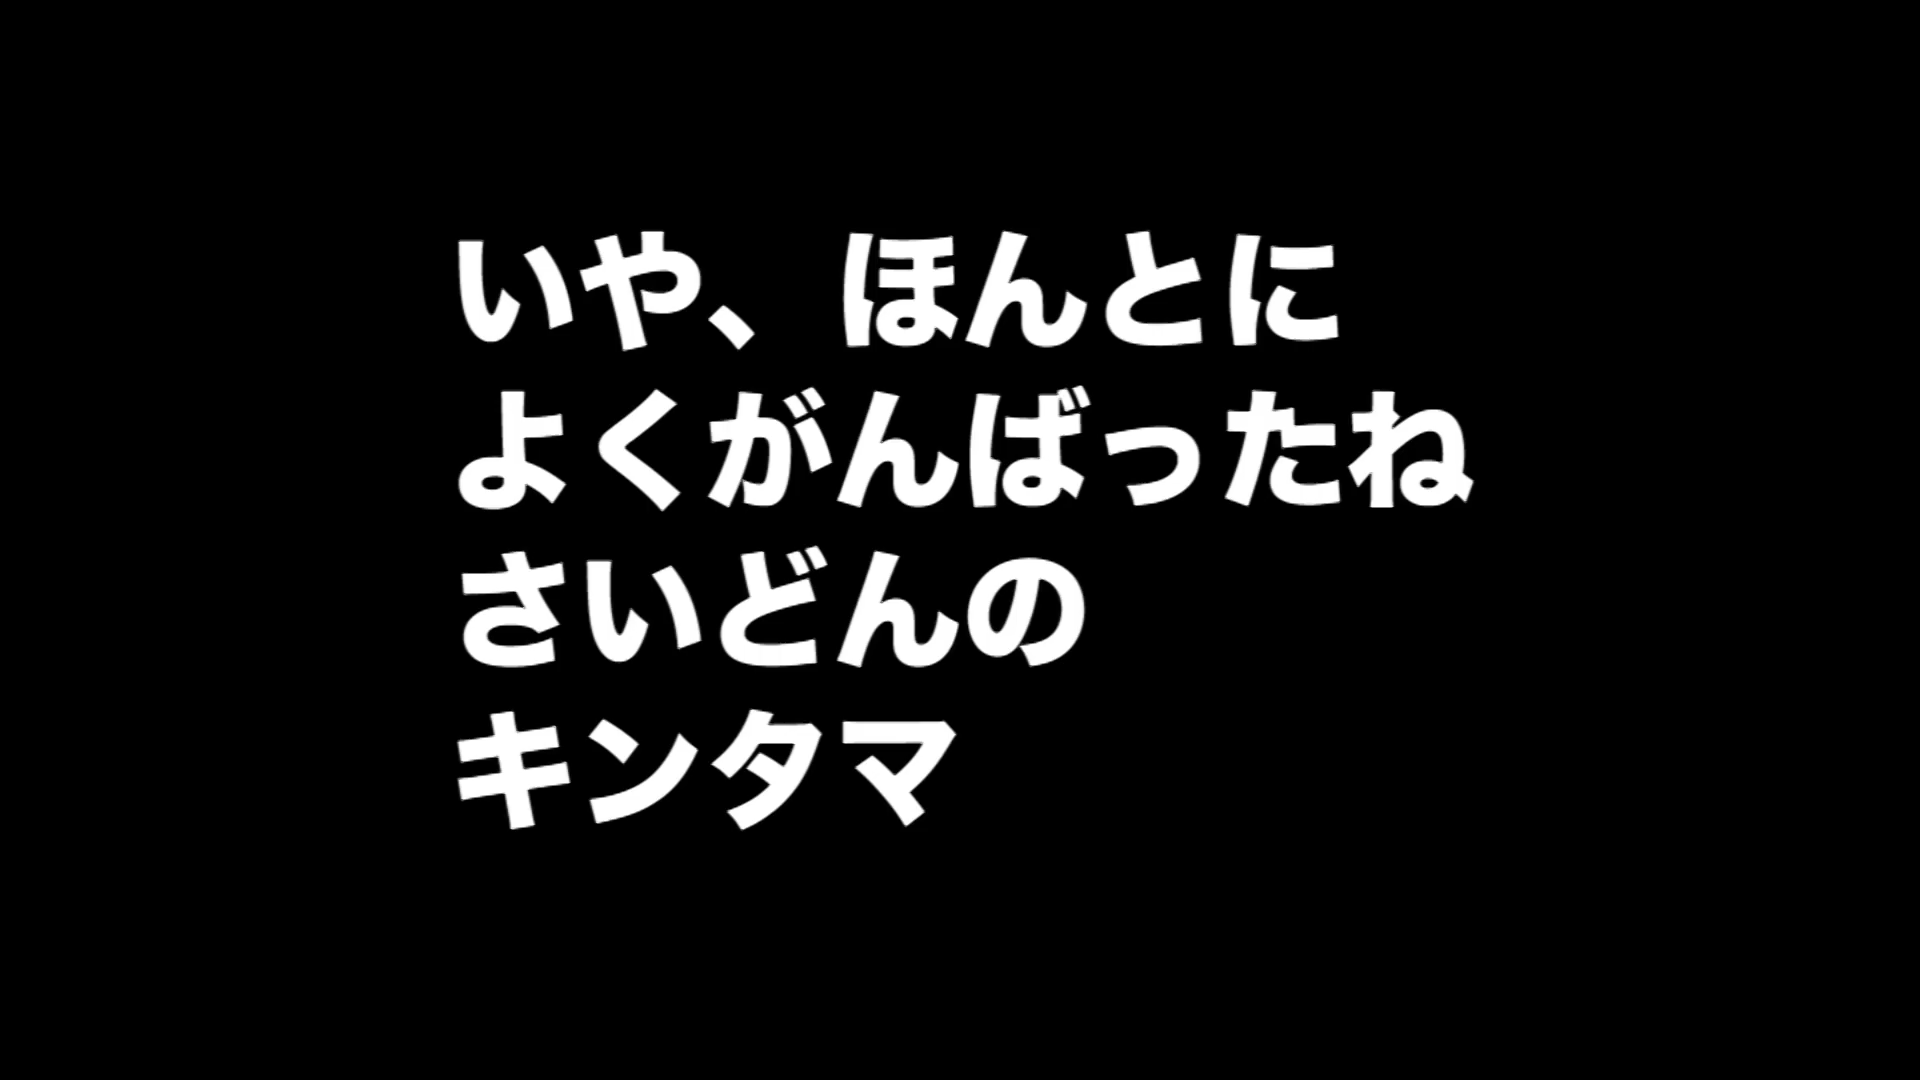 いや、ほんとに
よくがんばったね
さいどんの
キンタマ